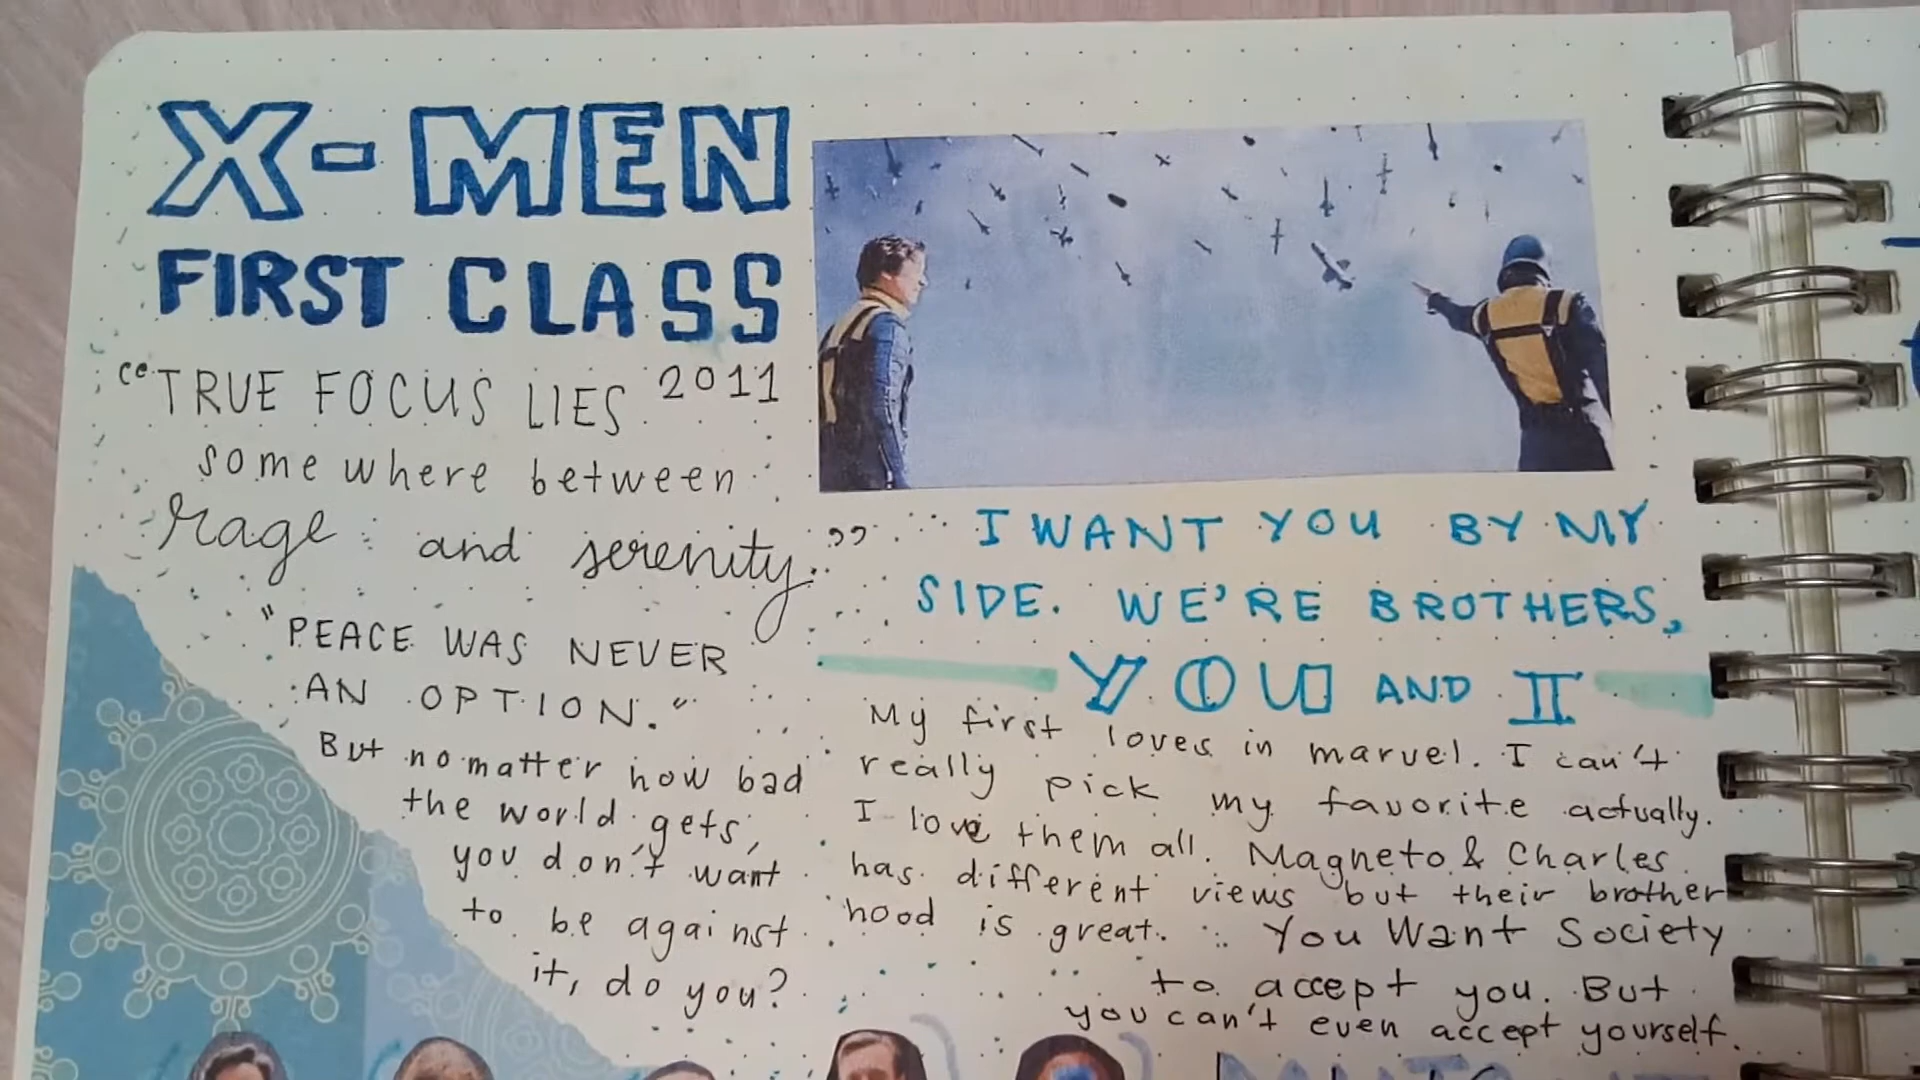 X-MEN
FIRST CLASS
2011
“TRUE FOCUS LIES
somewhere between
rage and serenity.”
"PEACE WAS NEVER
AN OPTION."
But no matter how bad
the world gets,
you don't want
to be against
it, do you?
I WANT YOU BY MY
SIDE. WE'RE BROTHERS,
YOU AND I
My first loves in marvel. I can't
really pick my favorite actually.
I love them all. Magneto & Charles
has different views but their brother
hood is great. You Want Society
to accept you. But
you can't even accept yourself.